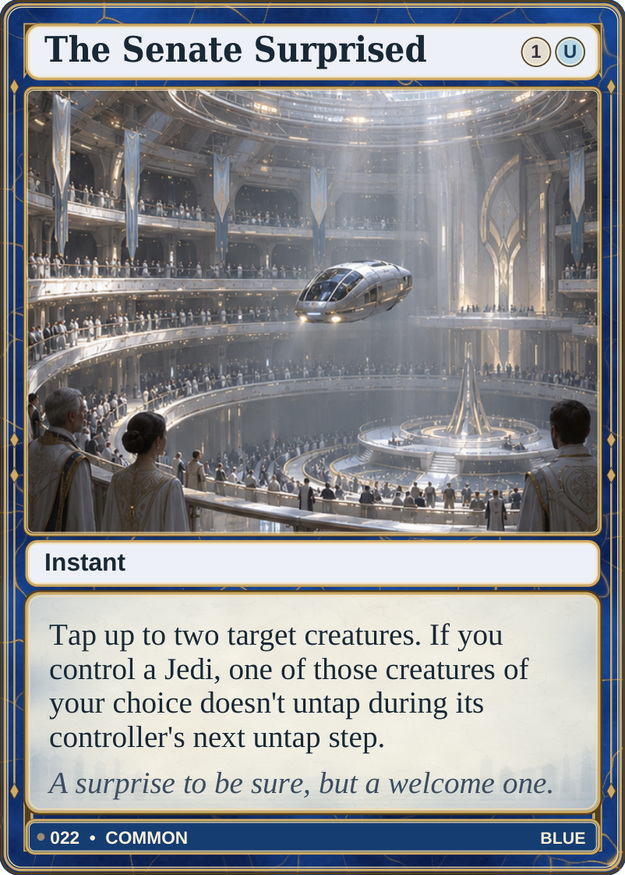 The Senate Surprised
1 U
Instant
Tap up to two target creatures. If you
control a Jedi, one of those creatures of
your choice doesn't untap during its
controller's next untap step.
A surprise to be sure, but a welcome one.
022 • COMMON
BLUE